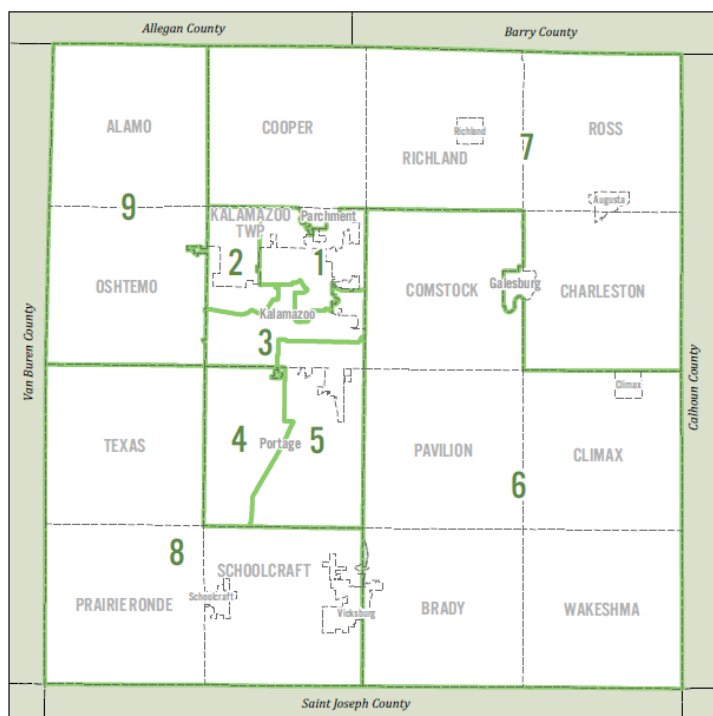 Allegan County
Barry County
ALAMO
COOPER
Richland
RICHLAND
ROSS
7
9
Augusta
KALAMAZOO
TWP
Parchment
2
1
OSHTEMO
COMSTOCK
Galesburg
CHARLESTON
Kalamazoo
3
Van Buren County
Calhoun County
Climax
TEXAS
4
Portage
5
PAVILION
CLIMAX
6
8
SCHOOLCRAFT
PRAIRIE RONDE
Schoolcraft
Vicksburg
BRADY
WAKESHMA
Saint Joseph County